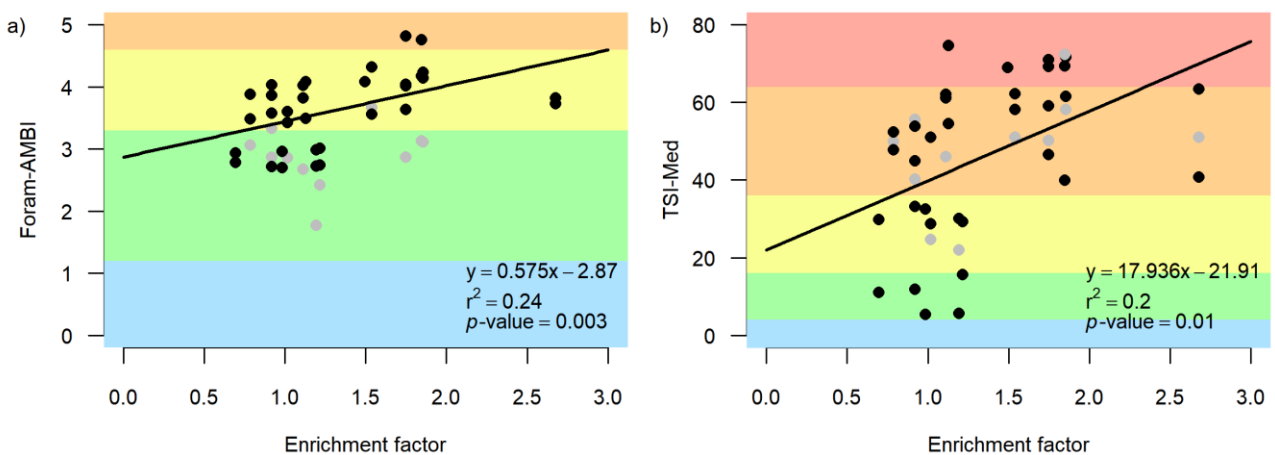 a)
5
4
3
2
1
0
Foram-AMBI
y = 0.575x − 2.87
r² = 0.24
p-value = 0.003
0.0 0.5 1.0 1.5 2.0 2.5 3.0
Enrichment factor
b)
80
60
40
20
0
TSI-Med
y = 17.936x − 21.91
r² = 0.2
p-value = 0.01
0.0 0.5 1.0 1.5 2.0 2.5 3.0
Enrichment factor